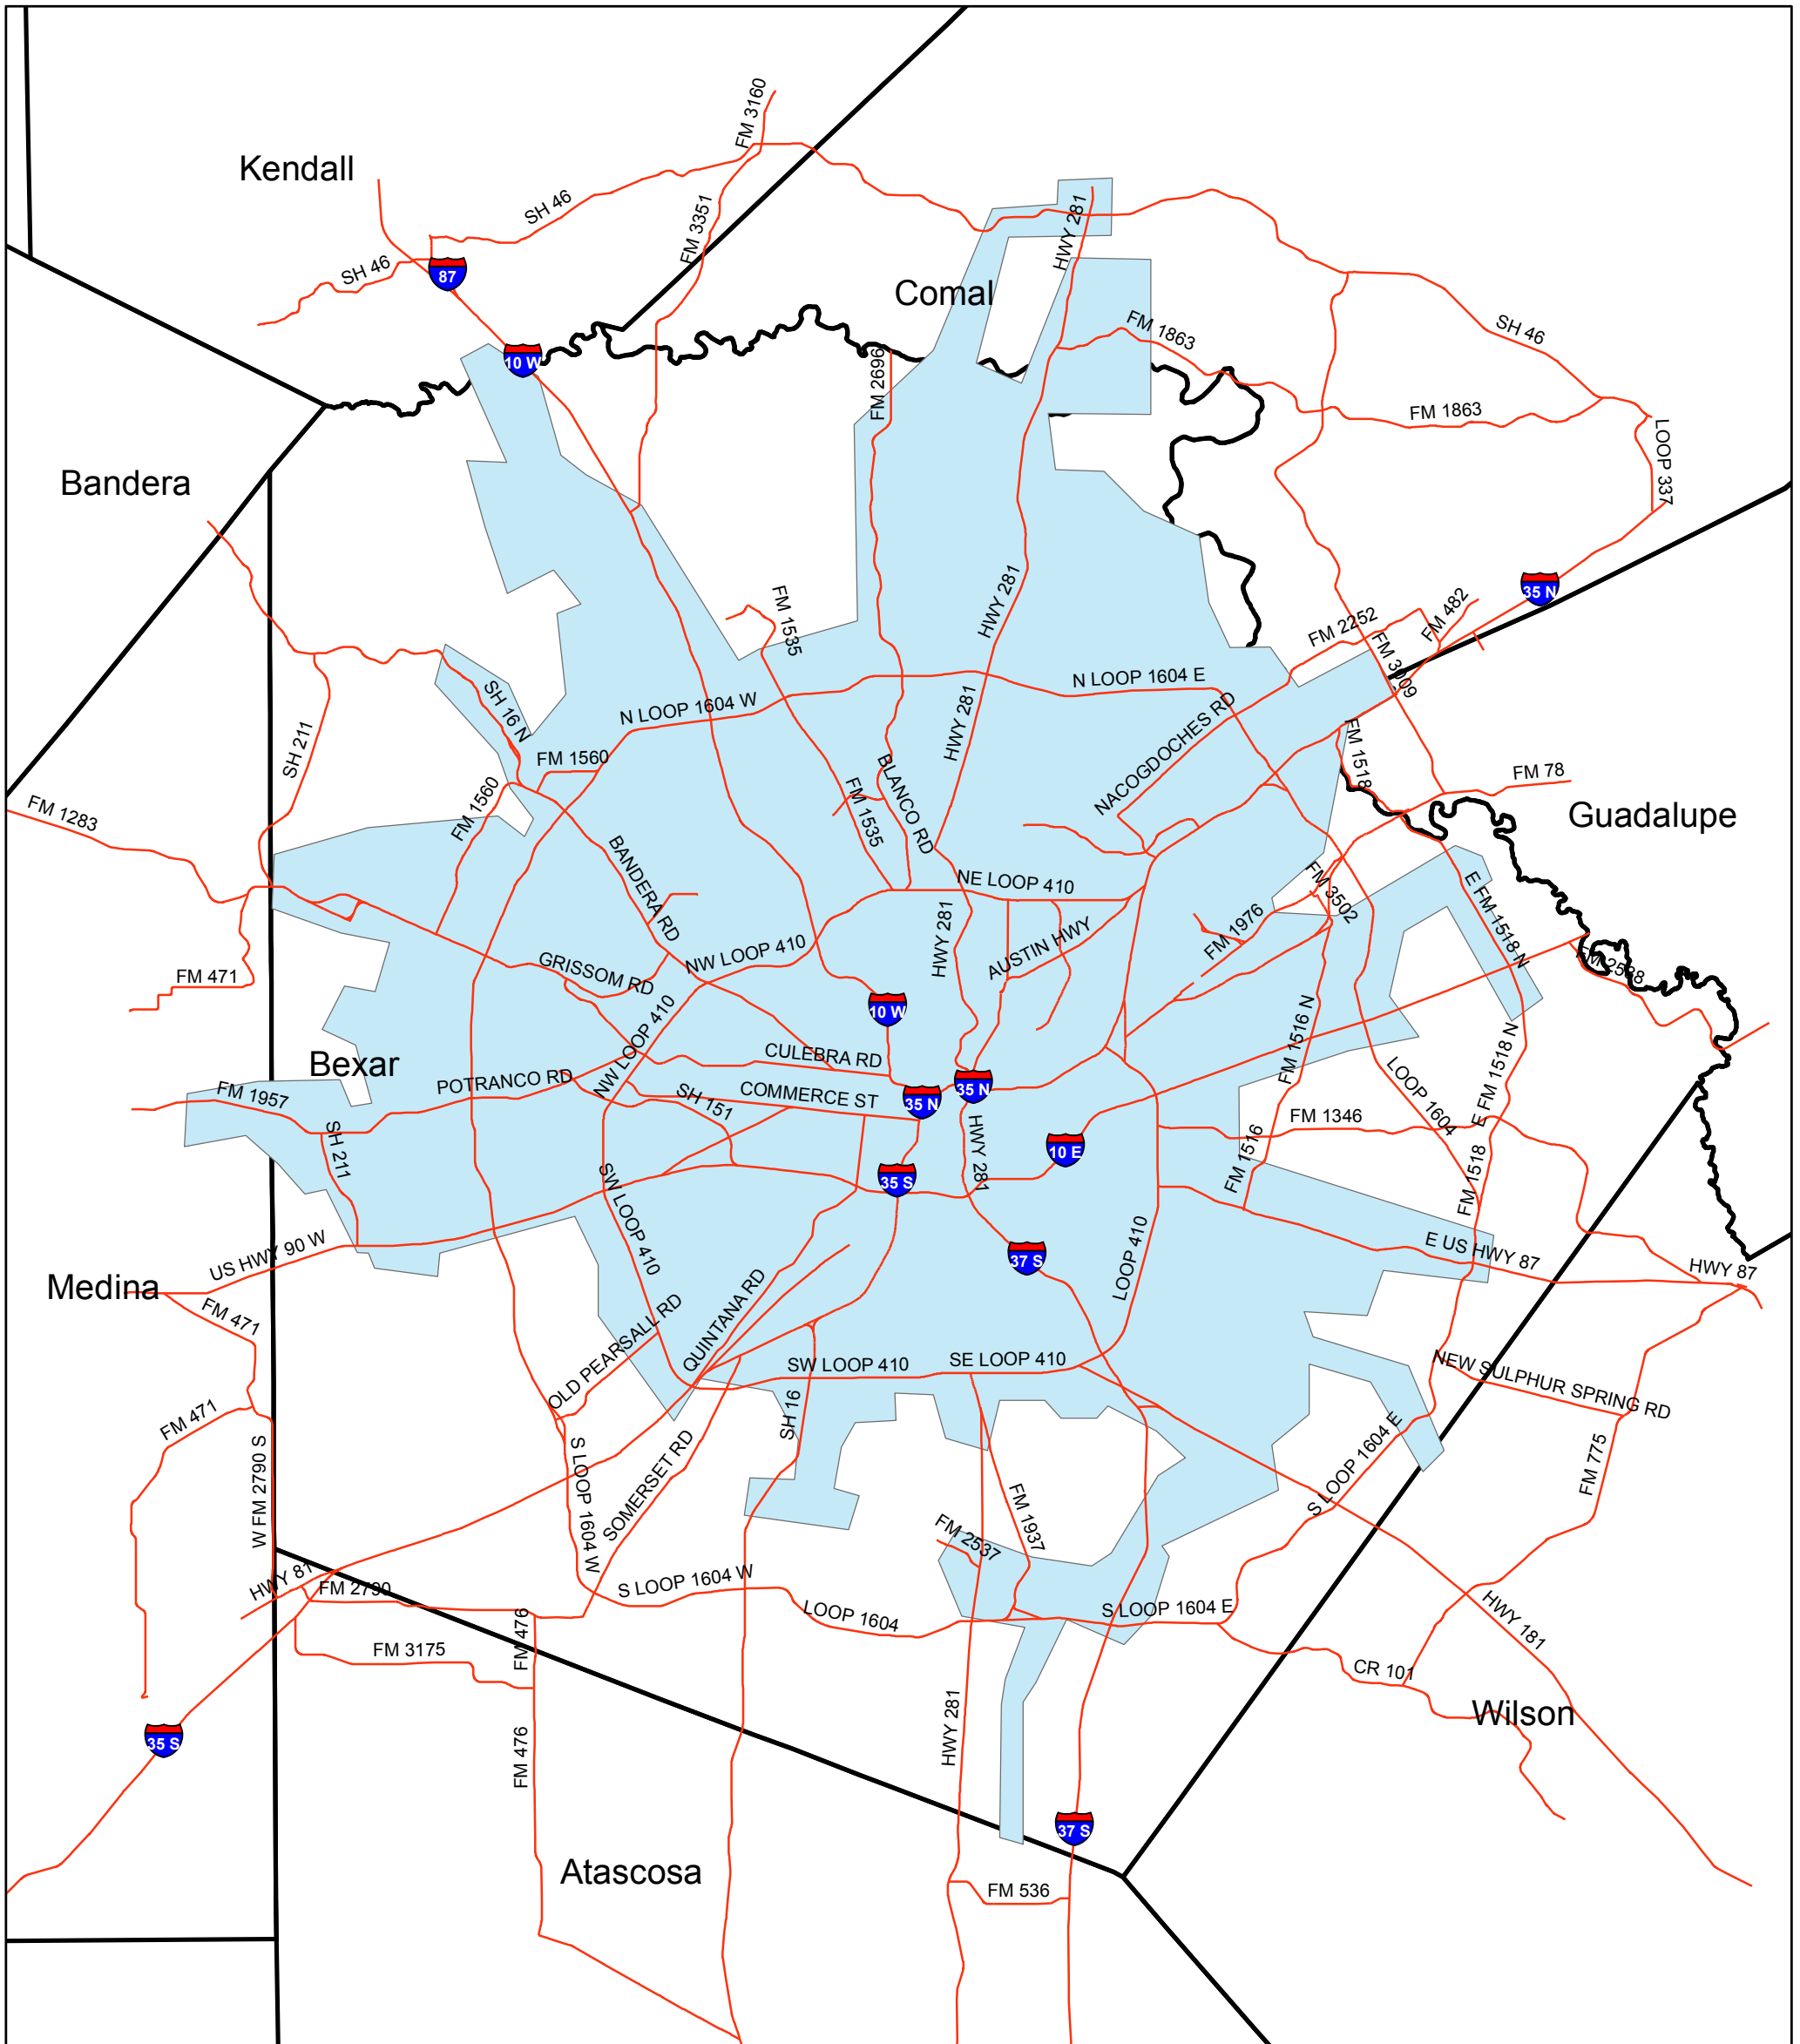 FM 3160
Kendall
SH 46
FM 3351
HWY 281
SH 46
87
Comal
FM 1863
SH 46
10 W
FM 2696
FM 1863
LOOP 337
Bandera
35 N
HWY 281
FM 1535
FM 482
FM 2252
FM 3009
N LOOP 1604 E
SH 16 N
N LOOP 1604 W
HWY 281
NACOGDOCHES RD
SH 211
FM 1560
FM 1518
FM 78
FM 1283
FM 1560
FM 1535
BLANCO RD
Guadalupe
BANDERA RD
NE LOOP 410
FM 3502
E FM 1518 N
HWY 281
AUSTIN HWY
FM 1976
NW LOOP 410
GRISSOM RD
FM 471
FM 2538
10 W
NW LOOP 410
FM 1516 N
Bexar
CULEBRA RD
POTRANCO RD
COMMERCE ST
SH 151
35 N
35 N
LOOP 1604
E FM 1518 N
FM 1957
FM 1346
SH 211
HWY 281
10 E
FM 1516
FM 1518
35 S
SW LOOP 410
US HWY 90 W
37 S
LOOP 410
E US HWY 87
HWY 87
Medina
FM 471
QUINTANA RD
OLD PEARSALL RD
SW LOOP 410
SE LOOP 410
NEW SULPHUR SPRING RD
FM 471
SH 16
S LOOP 1604 E
FM 775
W FM 2790 S
S LOOP 1604 W
SOMERSET RD
FM 1937
FM 2537
HWY 81
FM 2790
S LOOP 1604 W
LOOP 1604
S LOOP 1604 E
HWY 181
FM 476
FM 3175
CR 101
Wilson
35 S
HWY 281
FM 476
37 S
Atascosa
FM 536